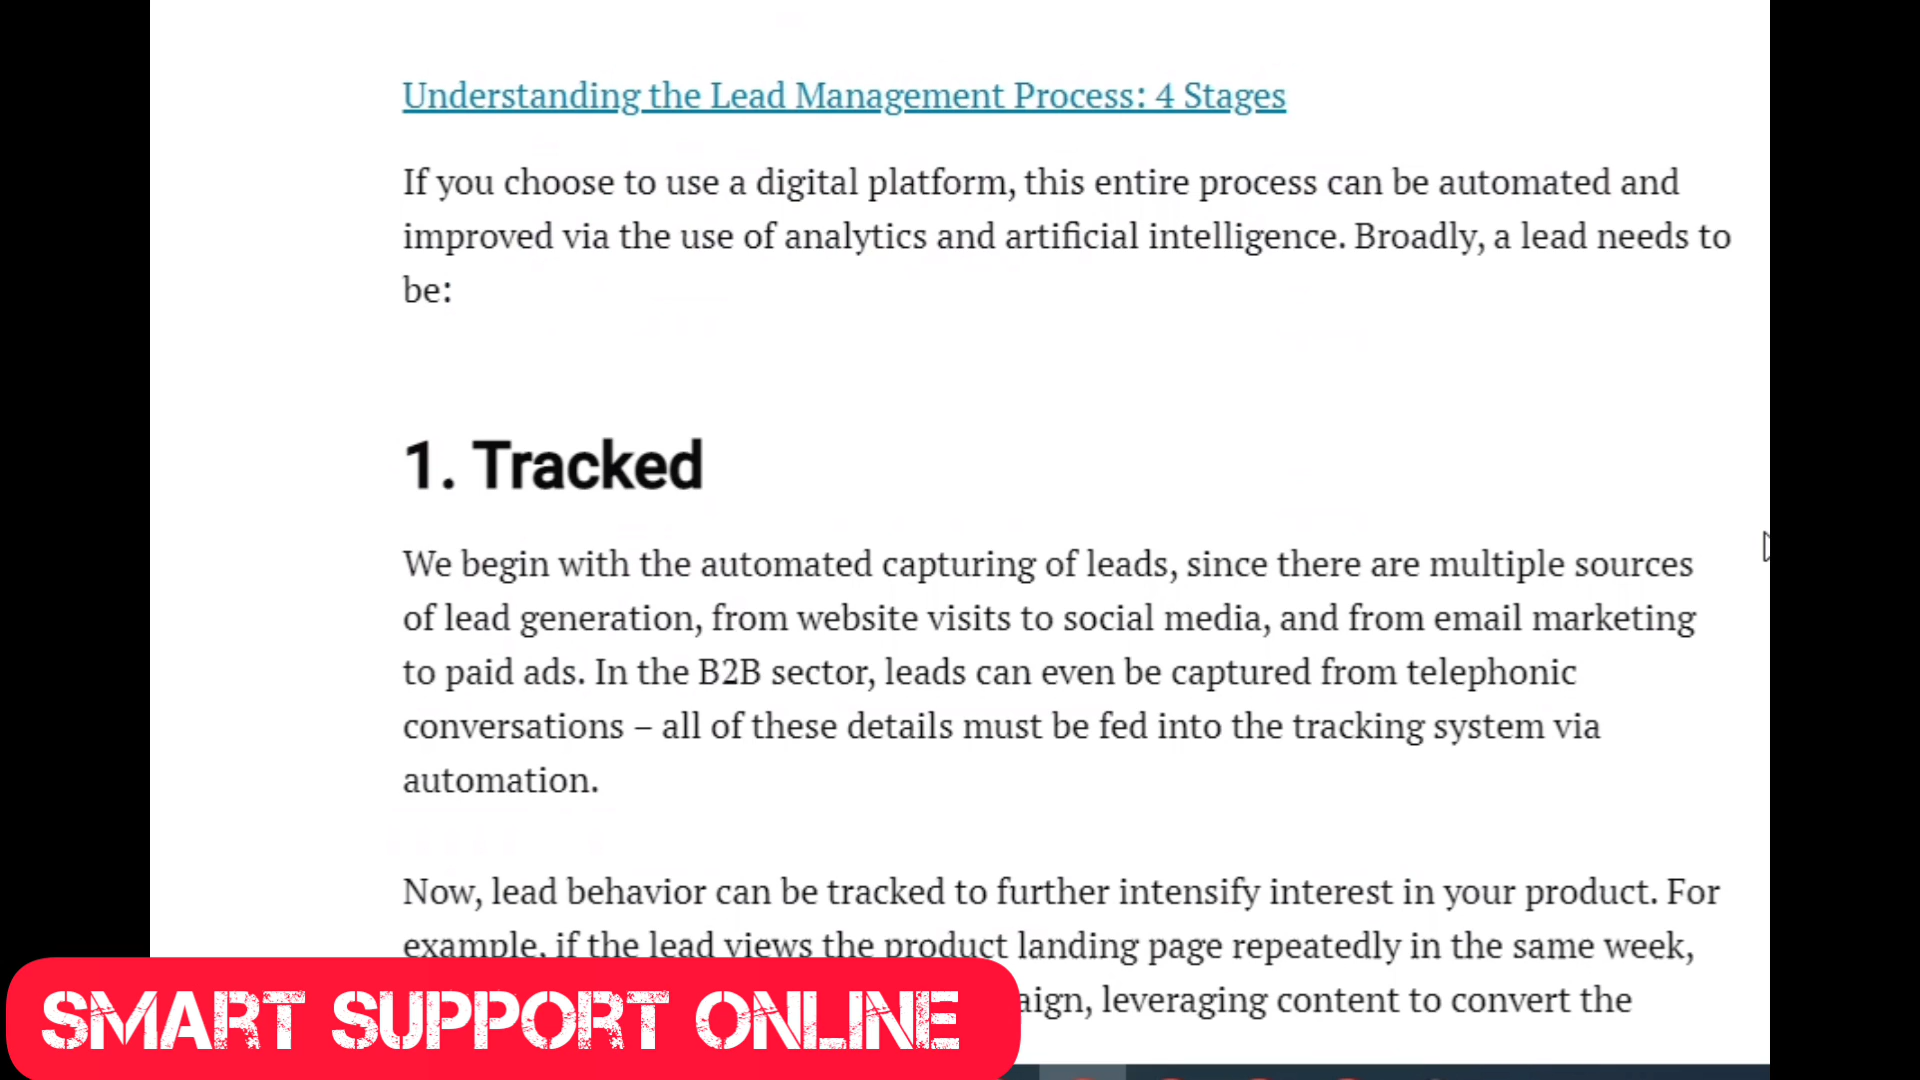 Understanding the Lead Management Process: 4 Stages
If you choose to use a digital platform, this entire process can be automated and
improved via the use of analytics and artificial intelligence. Broadly, a lead needs to
be:
1. Tracked
We begin with the automated capturing of leads, since there are multiple sources
of lead generation, from website visits to social media, and from email marketing
to paid ads. In the B2B sector, leads can even be captured from telephonic
conversations – all of these details must be fed into the tracking system via
automation.
Now, lead behavior can be tracked to further intensify interest in your product. For
example, if the lead views the product landing page repeatedly in the same week,
aign, leveraging content to convert the
SMART SUPPORT ONLINE